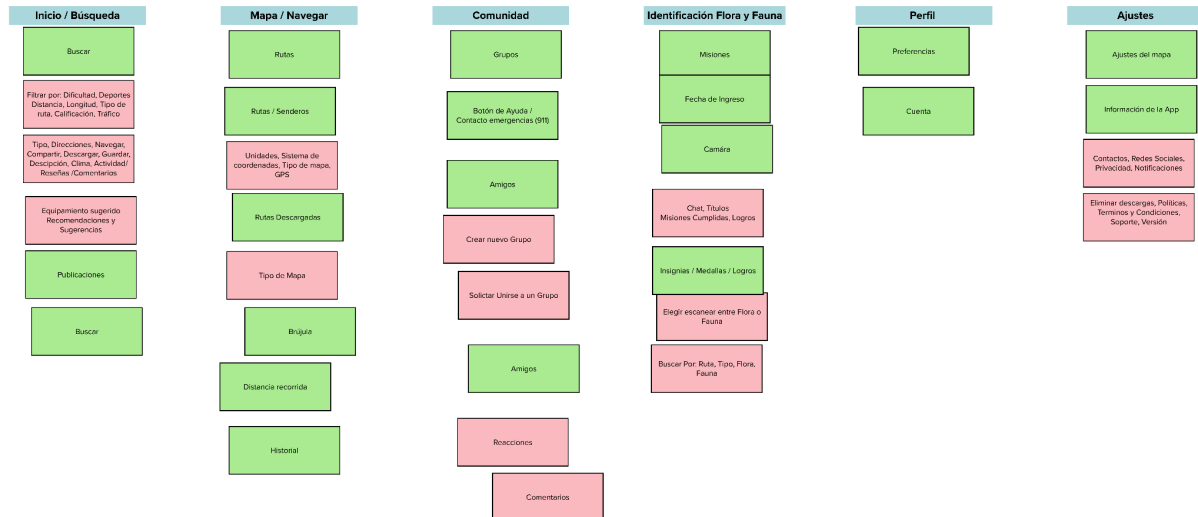 Inicio / Búsqueda
Buscar
Filtrar por: Dificultad, Deportes
Distancia, Longitud, Tipo de
ruta, Calificación, Tráfico
Tipo, Direcciones, Navegar,
Compartir, Descargar, Guardar,
Descipción, Clima, Actividad/
Reseñas /Comentarios
Equipamiento sugerido
Recomendaciones y
Sugerencias
Publicaciones
Buscar
Mapa / Navegar
Rutas
Rutas / Senderos
Unidades, Sistema de
coordenadas, Tipo de mapa,
GPS
Rutas Descargadas
Tipo de Mapa
Brújula
Distancia recorrida
Historial
Comunidad
Grupos
Botón de Ayuda /
Contacto emergencias (911)
Amigos
Crear nuevo Grupo
Solictar Unirse a un Grupo
Amigos
Reacciones
Comentarios
Identificación Flora y Fauna
Misiones
Fecha de Ingreso
Camára
Chat, Títulos
Misiones Cumplidas, Logros
Insignias / Medallas / Logros
Elegir escanear entre Flora o
Fauna
Buscar Por: Ruta, Tipo, Flora,
Fauna
Perfil
Preferencias
Cuenta
Ajustes
Ajustes del mapa
Información de la App
Contactos, Redes Sociales,
Privacidad, Notificaciones
Eliminar descargas, Políticas,
Terminos y Condiciones,
Soporte, Versión